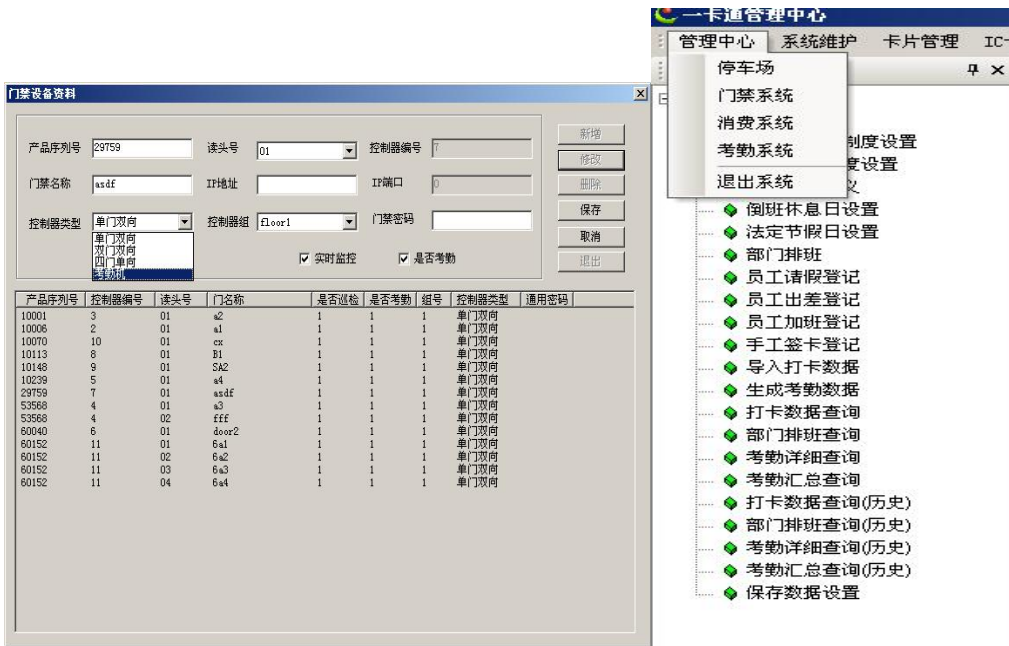 一卡通管理中心
管理中心 系统维护 卡片管理 IC
停车场
门禁系统
消费系统
考勤系统
退出系统
制度设置
度设置
义
倒班休息日设置
法定节假日设置
部门排班
员工请假登记
员工出差登记
员工加班登记
手工签卡登记
导入打卡数据
生成考勤数据
打卡数据查询
部门排班查询
考勤详细查询
考勤汇总查询
打卡数据查询(历史)
部门排班查询(历史)
考勤详细查询(历史)
考勤汇总查询(历史)
保存数据设置
门禁设备资料
产品序列号 29759 读头号 01 控制器编号 7 新增
修改
门禁名称 asdf IP地址 IP端口 0 删除
控制器类型 单门双向 控制器组 floor1 门禁密码 保存
单门双向
双门双向
四门单向
考勤机
取消
实时监控 是否考勤 退出
产品序列号 控制器编号 读头号 门名称 是否巡检 是否考勤 组号 控制器类型 通用密码
10001 3 01 a2 1 1 1 单门双向
10006 2 01 a1 1 1 1 单门双向
10070 10 01 cx 1 1 1 单门双向
10113 8 01 B1 1 1 1 单门双向
10148 9 01 SA2 1 1 1 单门双向
10239 5 01 a4 1 1 1 单门双向
29759 7 01 asdf 1 1 1 单门双向
53568 4 01 a3 1 1 1 单门双向
53568 4 02 fff 1 1 1 单门双向
60040 6 01 door2 1 1 1 单门双向
60152 11 01 6a1 1 1 1 单门双向
60152 11 02 6a2 1 1 1 单门双向
60152 11 03 6a3 1 1 1 单门双向
60152 11 04 6a4 1 1 1 单门双向